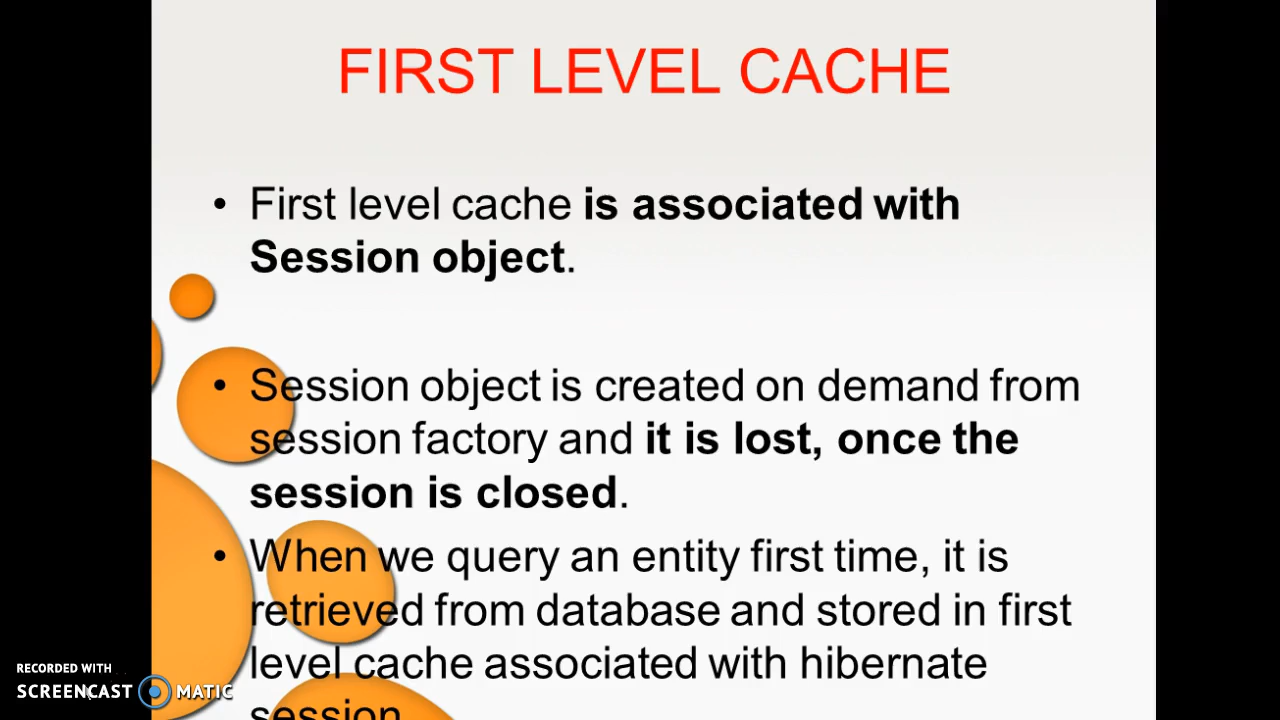 FIRST LEVEL CACHE
• First level cache is associated with
Session object.
• Session object is created on demand from
session factory and it is lost, once the
session is closed.
• When we query an entity first time, it is
retrieved from database and stored in first
level cache associated with hibernate
session.
RECORDED WITH
SCREENCAST MATIC